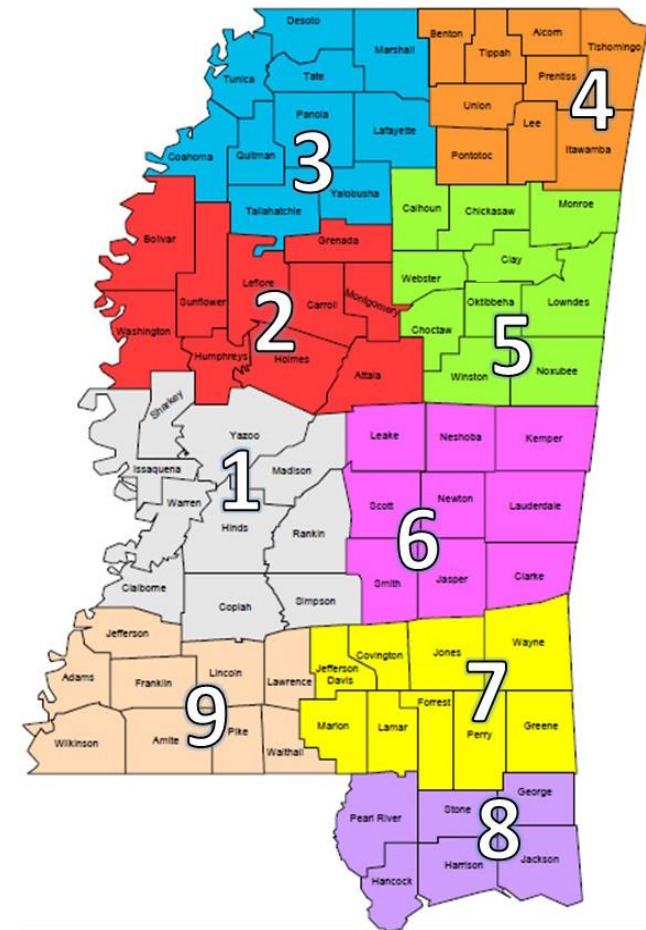 Desoto
Marshall
Tunica
Tate
Panola
Lafayette
Coahoma
Quitman
3
Yalobusha
Tallahatchie
Benton
Tippah
Alcorn
Tishomingo
Prentiss
4
Union
Lee
Itawamba
Pontotoc
Bolivar
Grenada
Sunflower
Leflore
Carroll
Montgomery
2
Washington
Humphreys
Holmes
Attala
Calhoun
Chickasaw
Monroe
Clay
Webster
Oktibbeha
Lowndes
Choctaw
5
Winston
Noxubee
Sharkey
Yazoo
Issaquena
1
Madison
Warren
Hinds
Rankin
Claiborne
Copiah
Simpson
Leake
Neshoba
Kemper
Scott
Newton
Lauderdale
6
Smith
Jasper
Clarke
Jefferson
Adams
Franklin
Lincoln
Lawrence
9
Wilkinson
Amite
Pike
Walthall
Jefferson
Davis
Covington
Jones
Wayne
7
Marion
Lamar
Forrest
Perry
Greene
Pearl River
Stone
George
8
Hancock
Harrison
Jackson